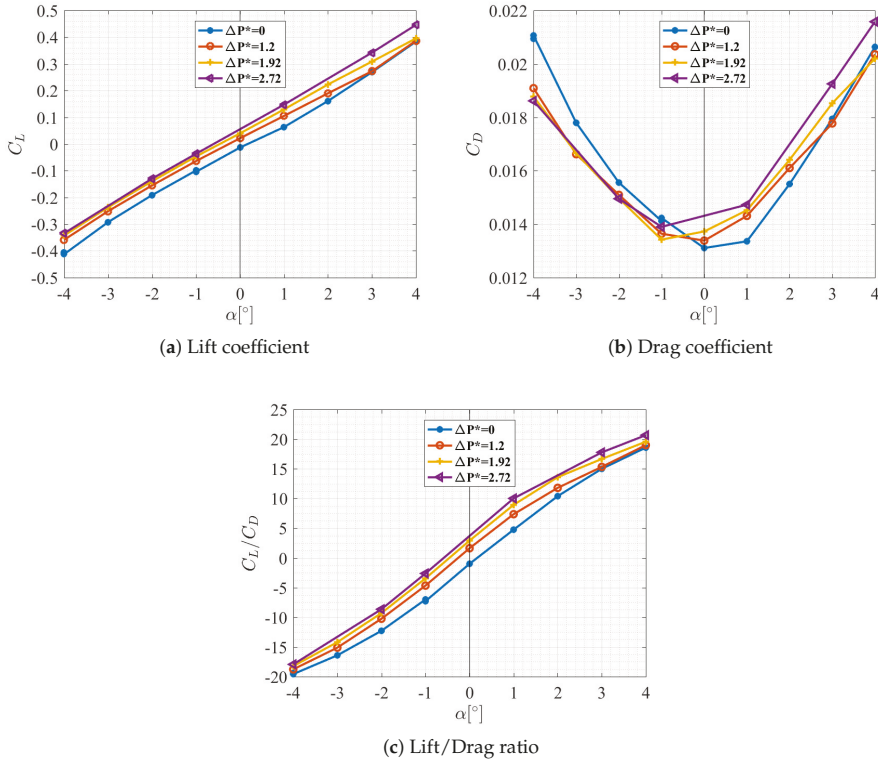 0.5
0.4
0.3
0.2
0.1
0
-0.1
-0.2
-0.3
-0.4
-0.5
C_L
ΔP*=0
ΔP*=1.2
ΔP*=1.92
ΔP*=2.72
-4 -3 -2 -1 0 1 2 3 4
α[°]
(a) Lift coefficient
0.022
0.02
0.018
0.016
0.014
0.012
C_D
ΔP*=0
ΔP*=1.2
ΔP*=1.92
ΔP*=2.72
-4 -3 -2 -1 0 1 2 3 4
α[°]
(b) Drag coefficient
25
20
15
10
5
0
-5
-10
-15
-20
C_L/C_D
ΔP*=0
ΔP*=1.2
ΔP*=1.92
ΔP*=2.72
-4 -3 -2 -1 0 1 2 3 4
α[°]
(c) Lift/Drag ratio